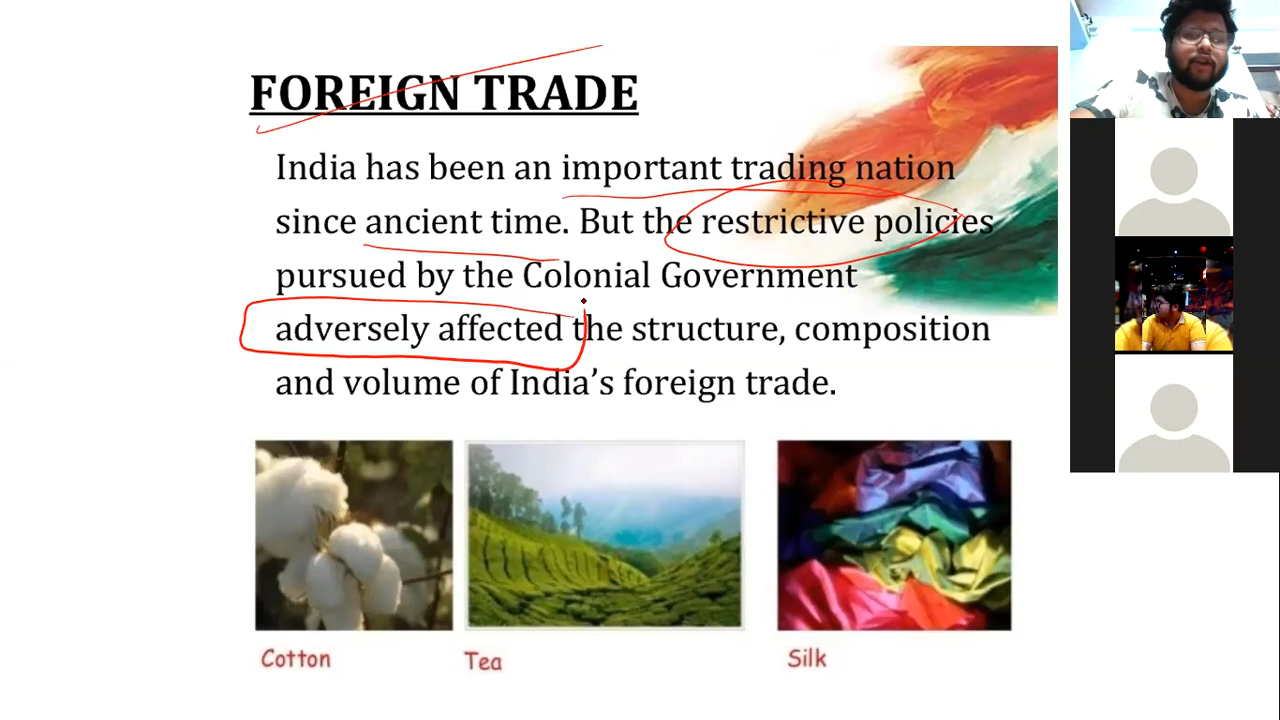 FOREIGN TRADE
India has been an important trading nation
since ancient time. But the restrictive policies
pursued by the Colonial Government
adversely affected the structure, composition
and volume of India’s foreign trade.
Cotton
Tea
Silk